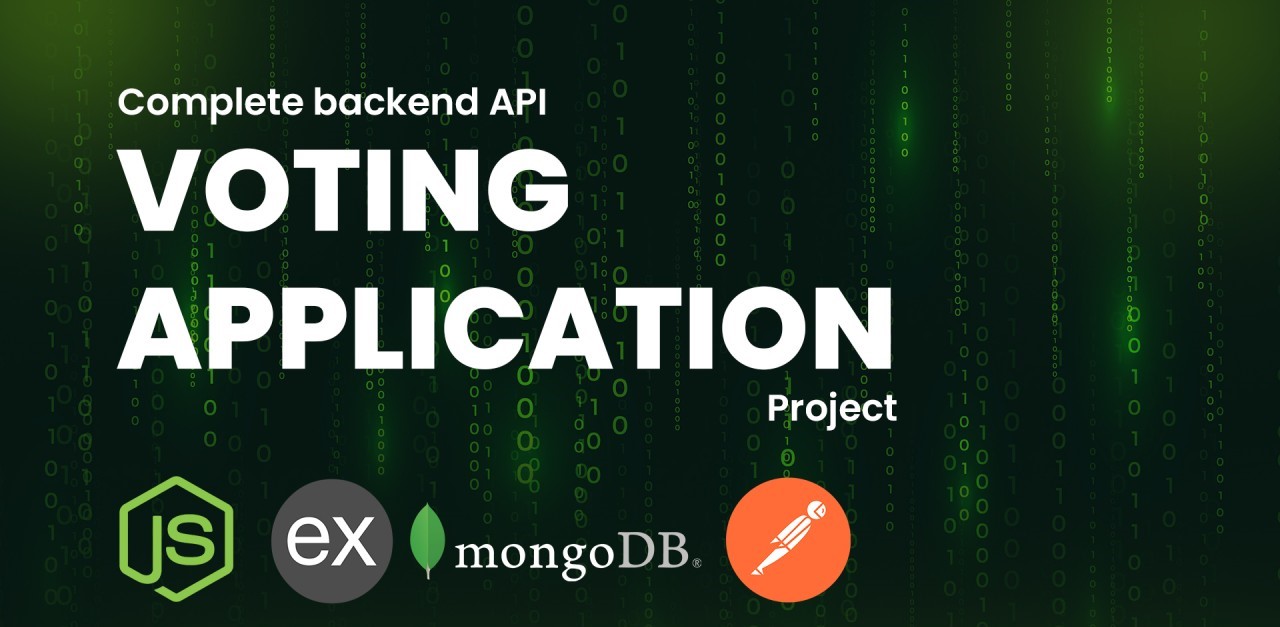 Complete backend API
VOTING
APPLICATION
Project
JS
ex
mongoDB®